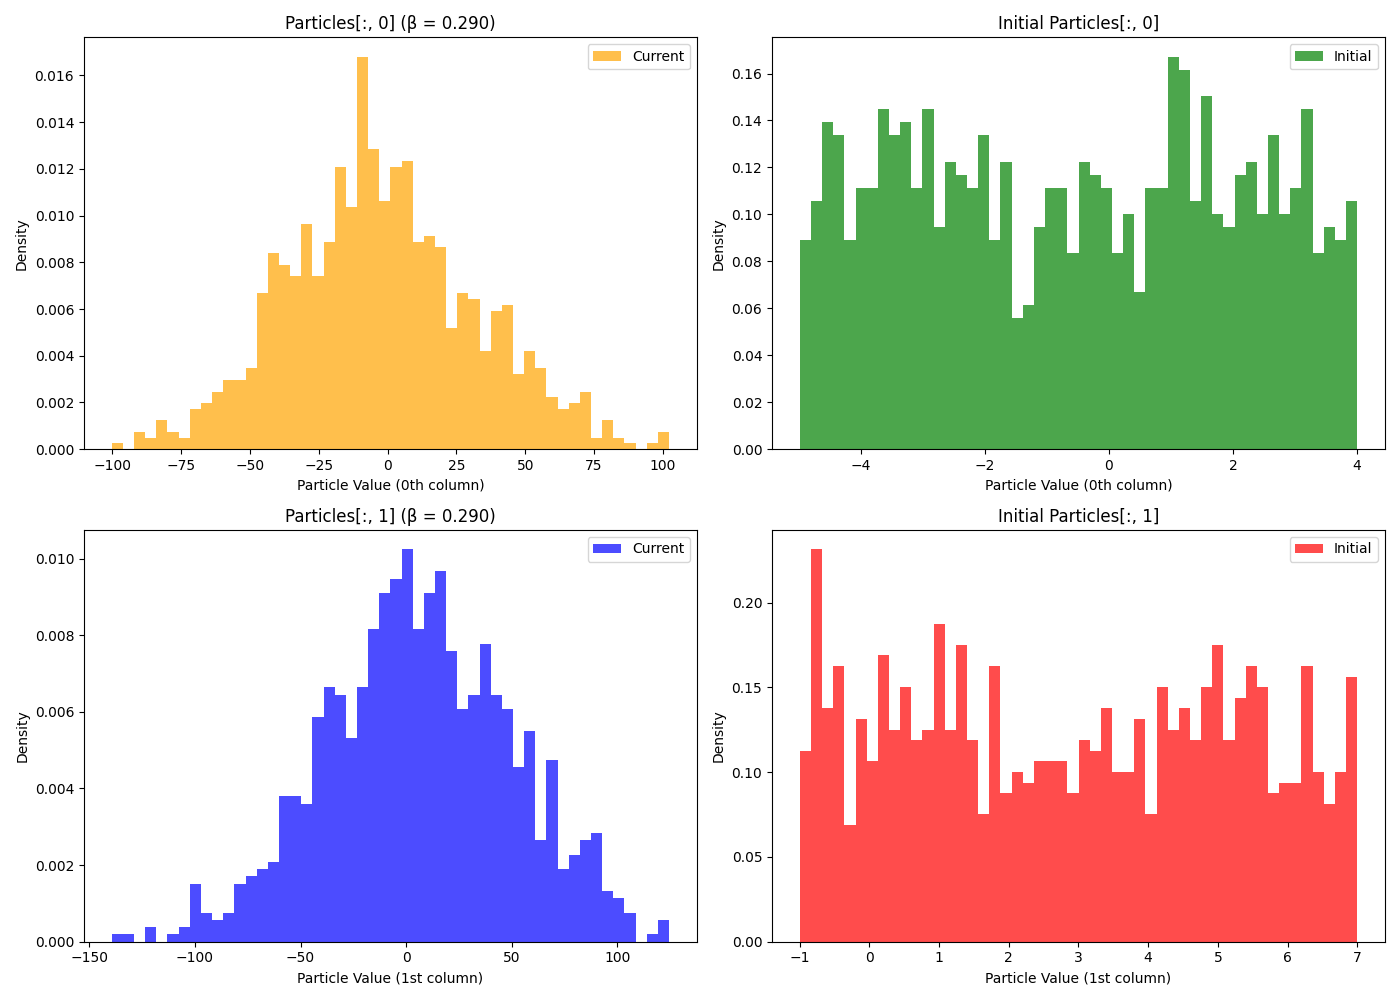 Particles[:, 0] (β = 0.290)
Current
0.016
0.014
0.012
0.010
0.008
0.006
0.004
0.002
0.000
Density
−100 −75 −50 −25 0 25 50 75 100
Particle Value (0th column)
Initial Particles[:, 0]
Initial
0.16
0.14
0.12
0.10
0.08
0.06
0.04
0.02
0.00
Density
−4 −2 0 2 4
Particle Value (0th column)
Particles[:, 1] (β = 0.290)
Current
0.010
0.008
0.006
0.004
0.002
0.000
Density
−150 −100 −50 0 50 100
Particle Value (1st column)
Initial Particles[:, 1]
Initial
0.20
0.15
0.10
0.05
0.00
Density
−1 0 1 2 3 4 5 6 7
Particle Value (1st column)